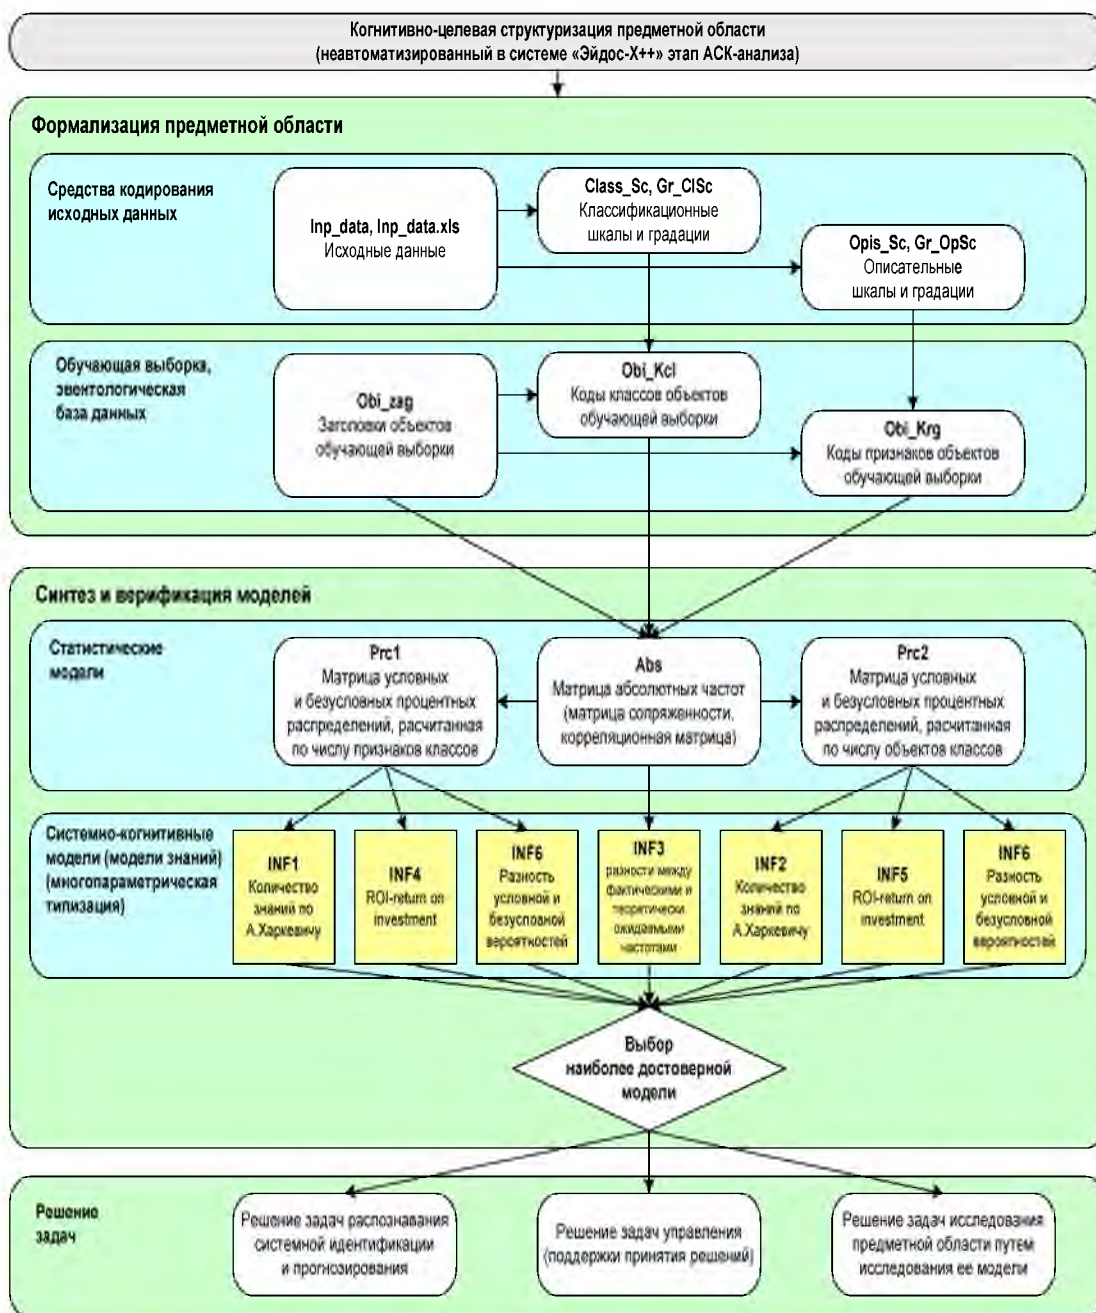 Когнитивно-целевая структуризация предметной области
(неавтоматизированный в системе «Эйдос-Х++» этап АСК-анализа)
Формализация предметной области
Средства кодирования
исходных данных
Inp_data, Inp_data.xls
Исходные данные
Class_Sc, Gr_ClSc
Классификационные
шкалы и градации
Opis_Sc, Gr_OpSc
Описательные
шкалы и градации
Обучающая выборка,
эвентологическая
база данных
Obi_zag
Заголовки объектов
обучающей выборки
Obi_Kcl
Коды классов объектов
обучающей выборки
Obi_Krg
Коды признаков объектов
обучающей выборки
Синтез и верификация моделей
Статистические
модели
Prc1
Матрица условных
и безусловных процентных
распределений, расчитанная
по числу признаков классов
Abs
Матрица абсолютных частот
(матрица сопряженности,
корреляционная матрица)
Prc2
Матрица условных
и безусловных процентных
распределений, расчитанная
по числу объектов классов
Системно-когнитивные
модели (модели знаний)
(многопараметрическая
типизация)
INF1
Количество
знаний по
А.Харкевичу
INF4
ROI-return on
investment
INF6
Разность
условной и
безусловной
вероятностей
INF3
разности между
фактическими и
теоретически
ожидаемыми
частотами
INF2
Количество
знаний по
А.Харкевичу
INF5
ROI-return on
investment
INF6
Разность
условной и
безусловной
вероятностей
Выбор
наиболее достоверной
модели
Решение
задач
Решение задач распознавания
системной идентификации
и прогнозирования
Решение задач управления
(поддержки принятия решений)
Решение задач исследования
предметной области путем
исследования ее модели